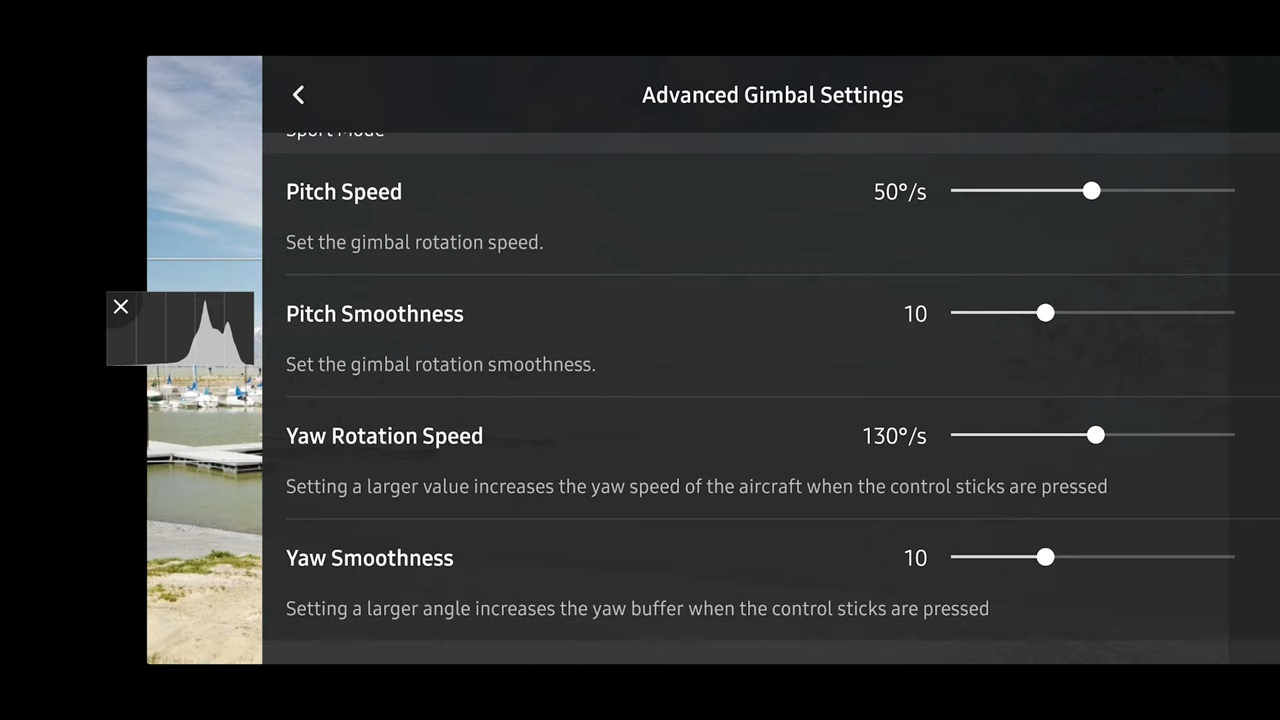 Advanced Gimbal Settings
Sport Mode
Pitch Speed 50°/s
Set the gimbal rotation speed.
Pitch Smoothness 10
Set the gimbal rotation smoothness.
Yaw Rotation Speed 130°/s
Setting a larger value increases the yaw speed of the aircraft when the control sticks are pressed
Yaw Smoothness 10
Setting a larger angle increases the yaw buffer when the control sticks are pressed